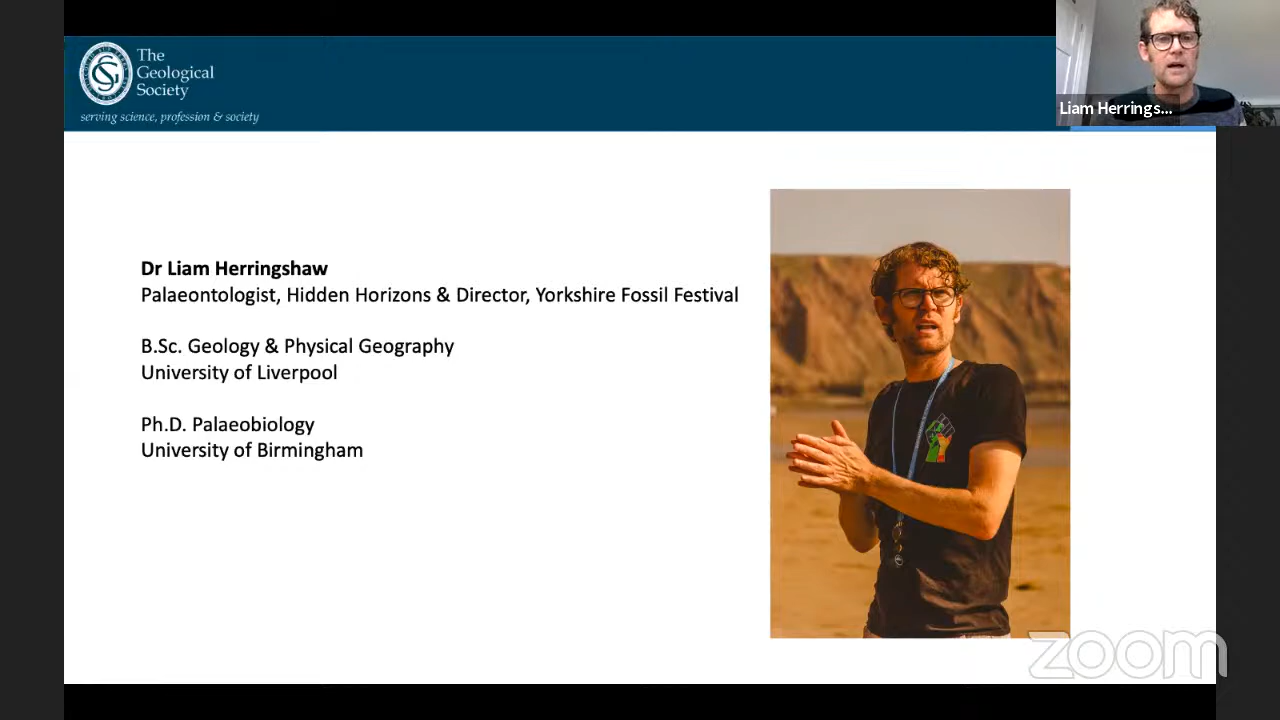 The
Geological
Society
serving science, profession & society
Liam Herrings...
Dr Liam Herringshaw
Palaeontologist, Hidden Horizons & Director, Yorkshire Fossil Festival
B.Sc. Geology & Physical Geography
University of Liverpool
Ph.D. Palaeobiology
University of Birmingham
zoom